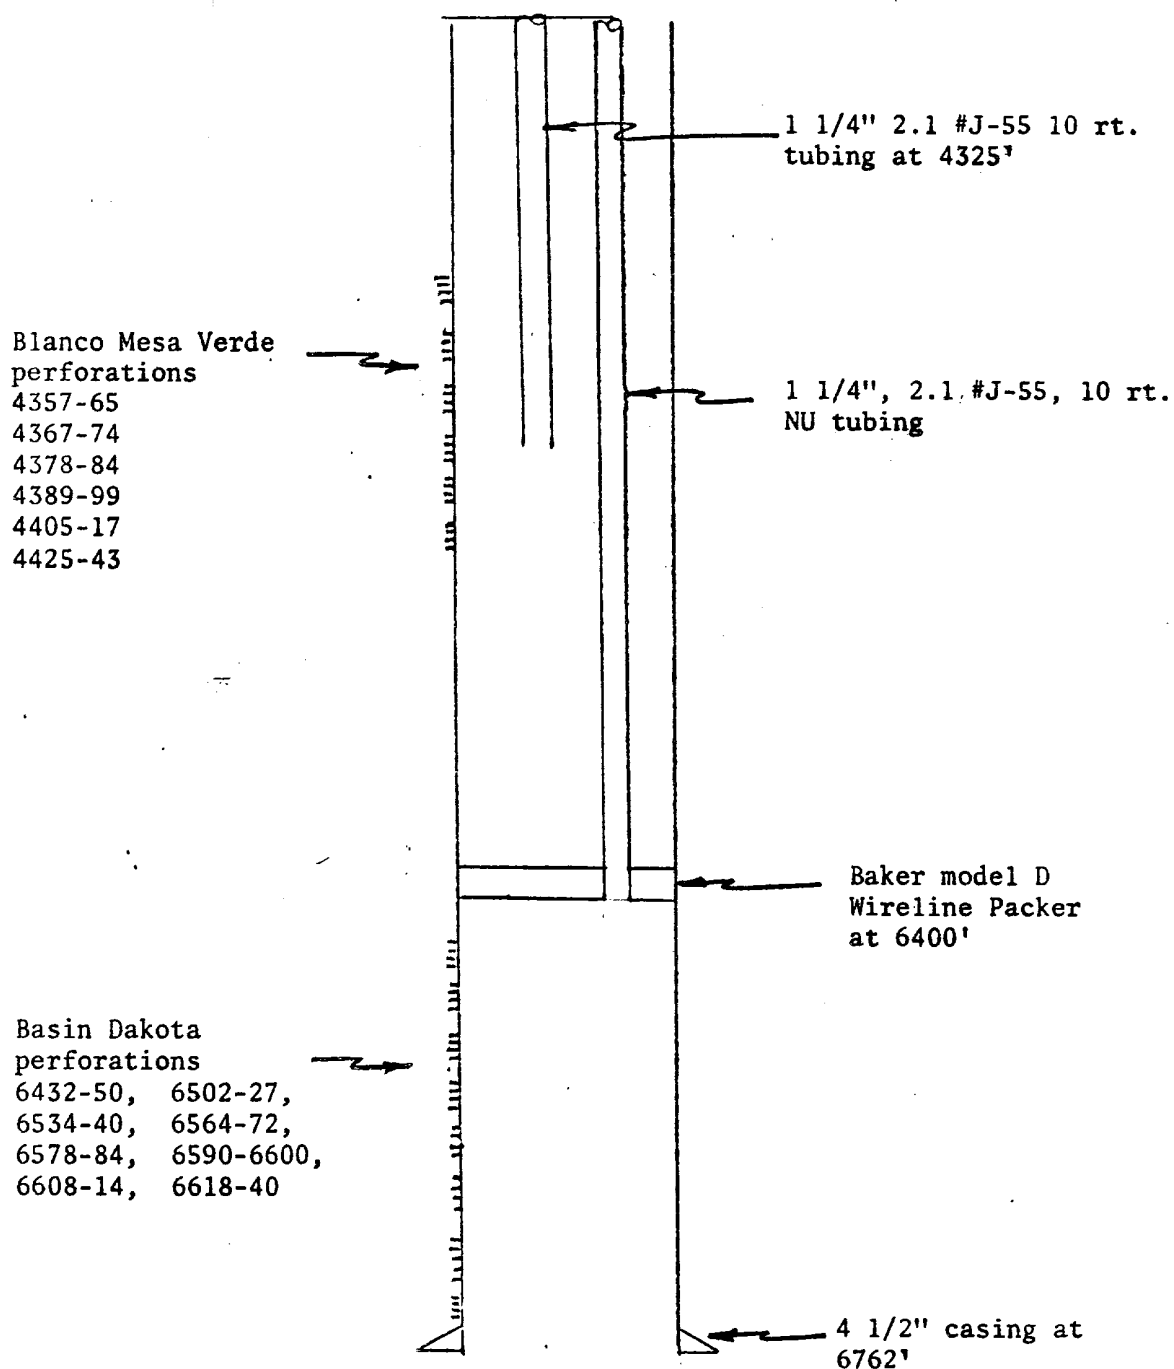 1 1/4" 2.1 #J-55 10 rt.
tubing at 4325'
Blanco Mesa Verde
perforations
4357-65
4367-74
4378-84
4389-99
4405-17
4425-43
1 1/4", 2.1 #J-55, 10 rt.
NU tubing
Baker model D
Wireline Packer
at 6400'
Basin Dakota
perforations
6432-50, 6502-27,
6534-40, 6564-72,
6578-84, 6590-6600,
6608-14, 6618-40
4 1/2" casing at
6762'